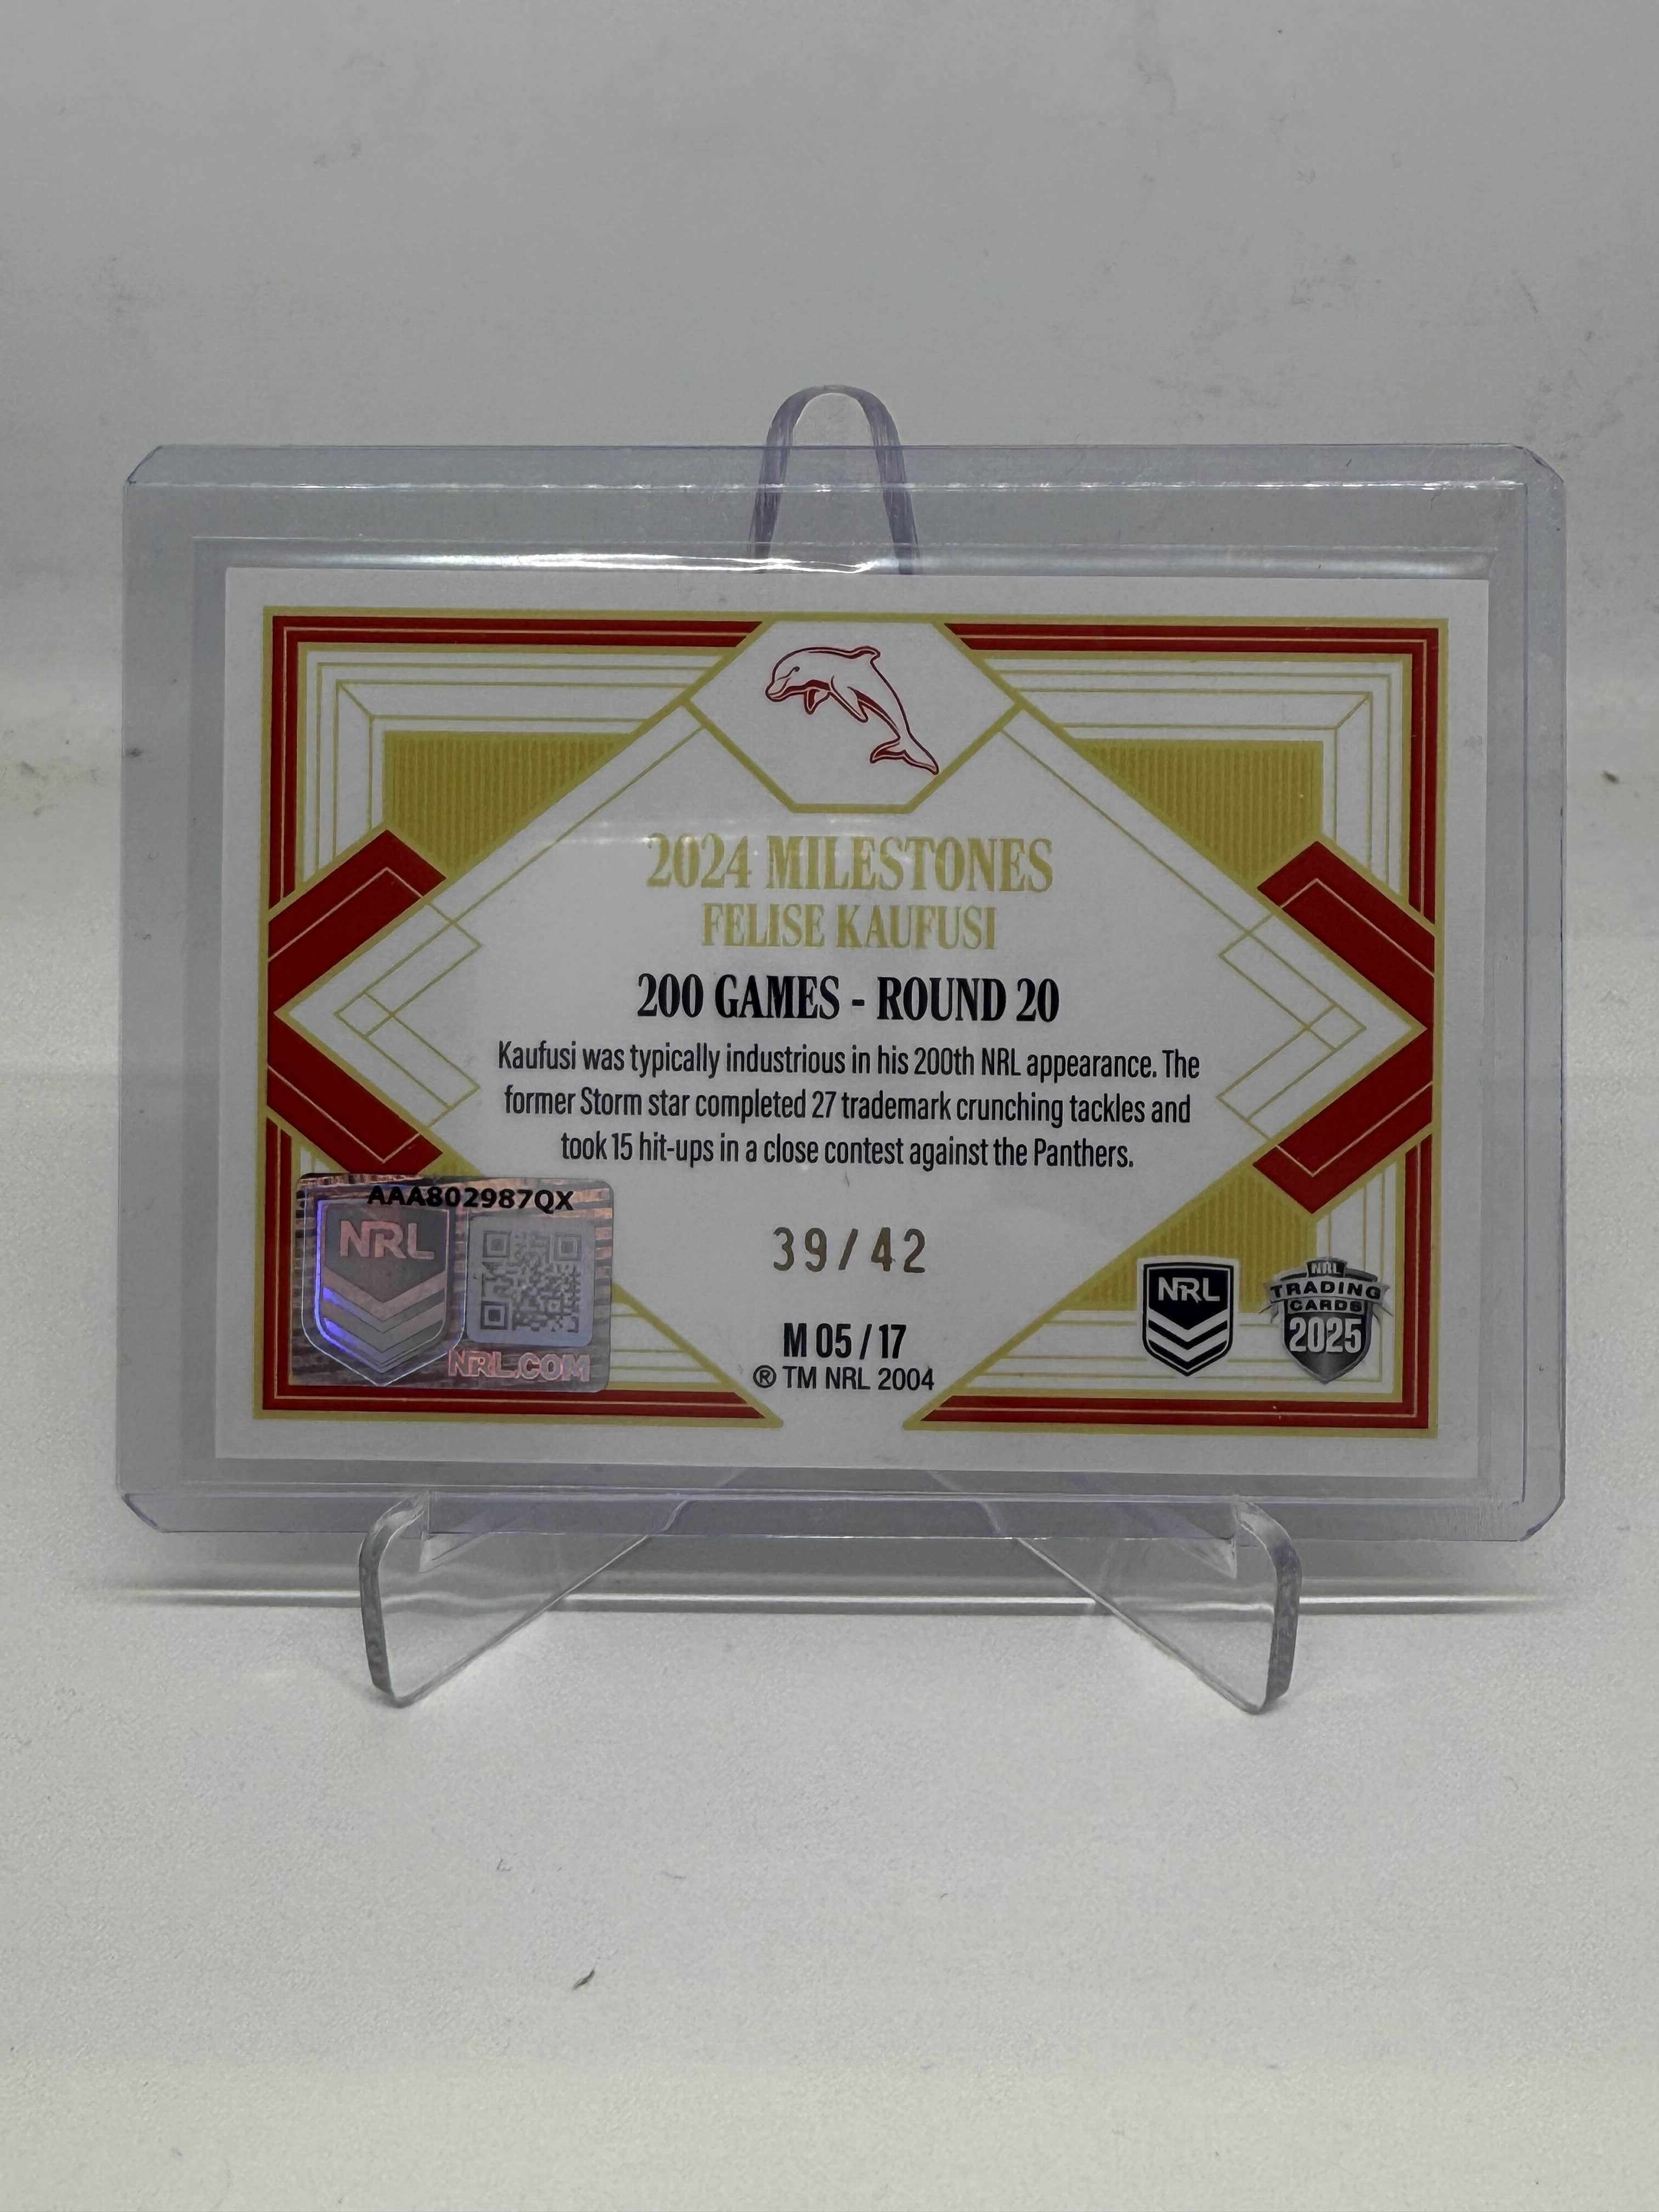 2024 MILESTONES
FELISE KAUFUSI
200 GAMES - ROUND 20
Kaufusi was typically industrious in his 200th NRL appearance. The
former Storm star completed 27 trademark crunching tackles and
took 15 hit-ups in a close contest against the Panthers.
AAA802987QX
NRL
NRL.COM
39/42
M 05 / 17
® TM NRL 2004
NRL
NRL
TRADING
CARDS
2025